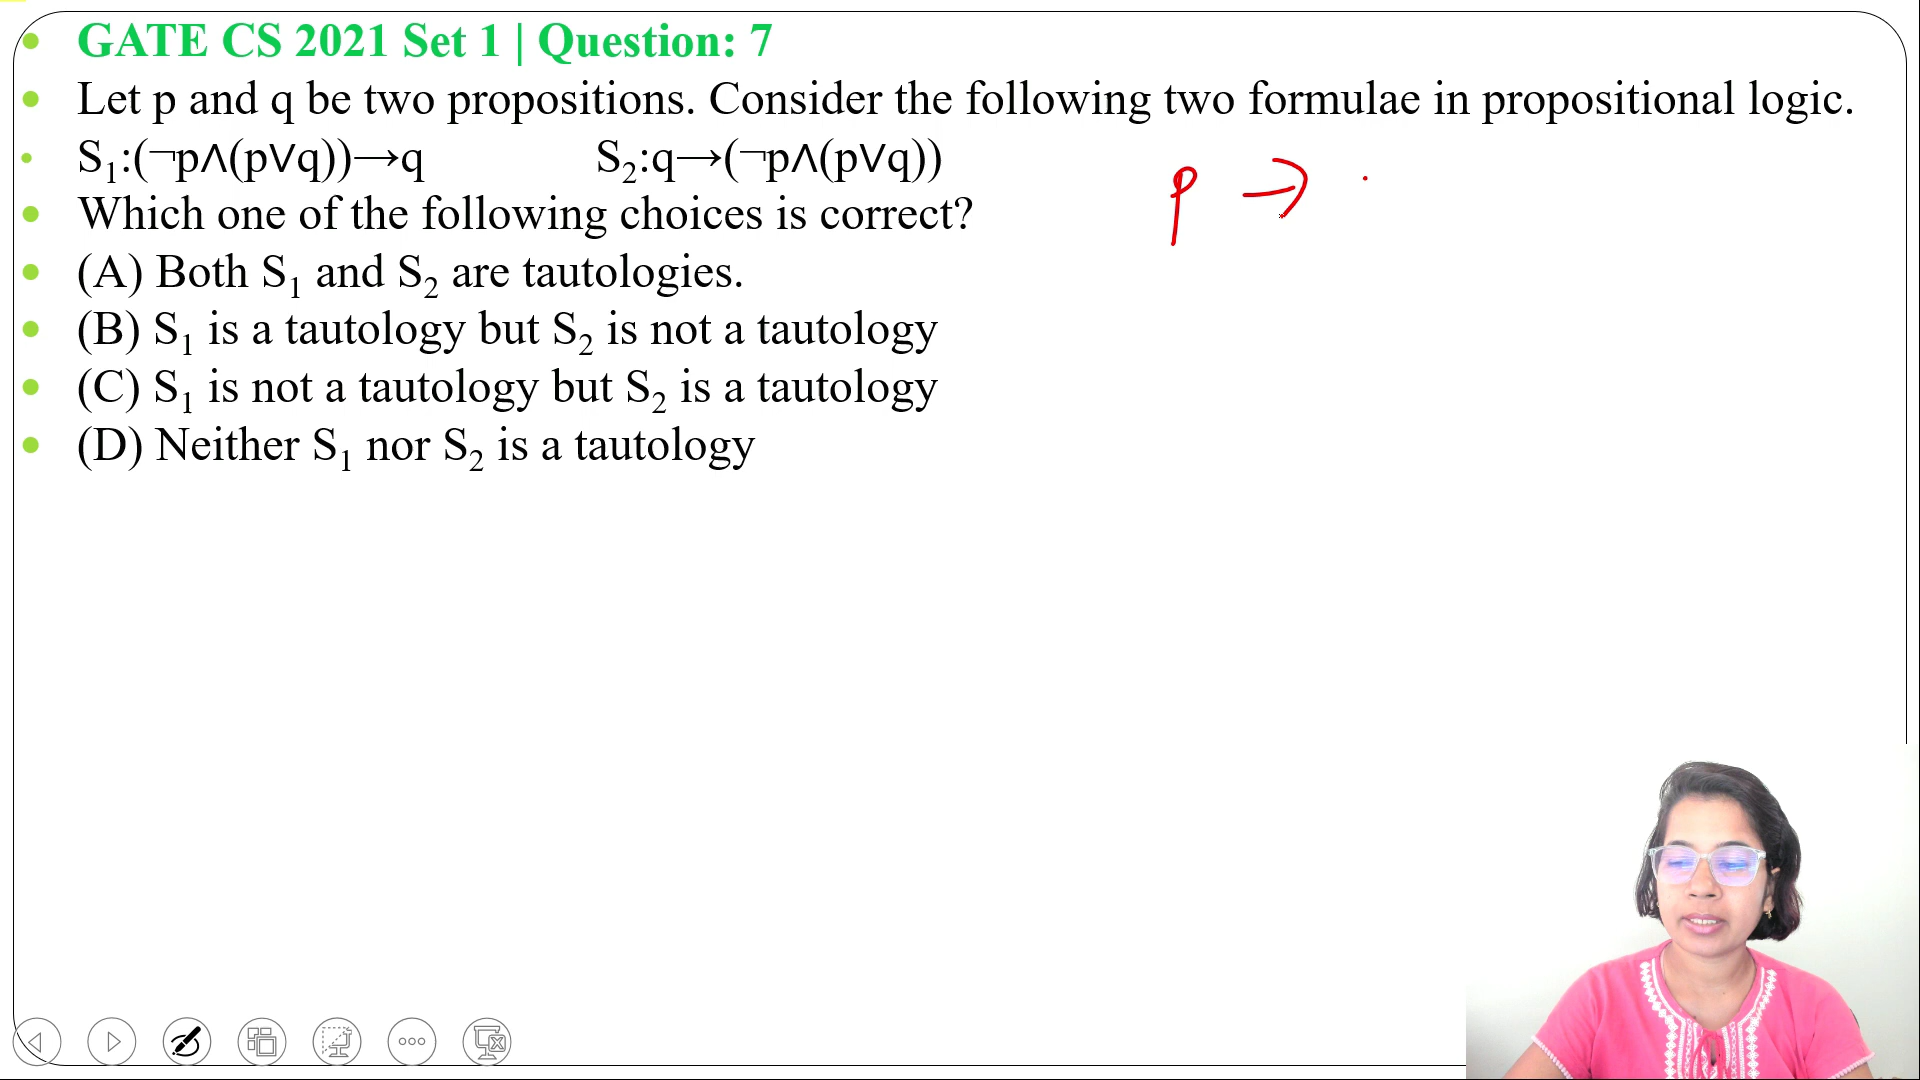 GATE CS 2021 Set 1 | Question: 7
Let p and q be two propositions. Consider the following two formulae in propositional logic.
S₁:(¬p∧(p∨q))→q S₂:q→(¬p∧(p∨q))
p →
Which one of the following choices is correct?
(A) Both S₁ and S₂ are tautologies.
(B) S₁ is a tautology but S₂ is not a tautology
(C) S₁ is not a tautology but S₂ is a tautology
(D) Neither S₁ nor S₂ is a tautology